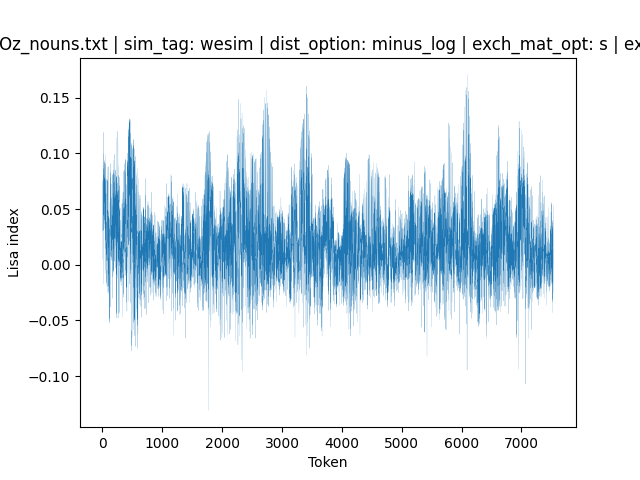 Oz_nouns.txt | sim_tag: wesim | dist_option: minus_log | exch_mat_opt: s | ex
0.15
0.10
0.05
0.00
−0.05
−0.10
Lisa index
0 1000 2000 3000 4000 5000 6000 7000
Token